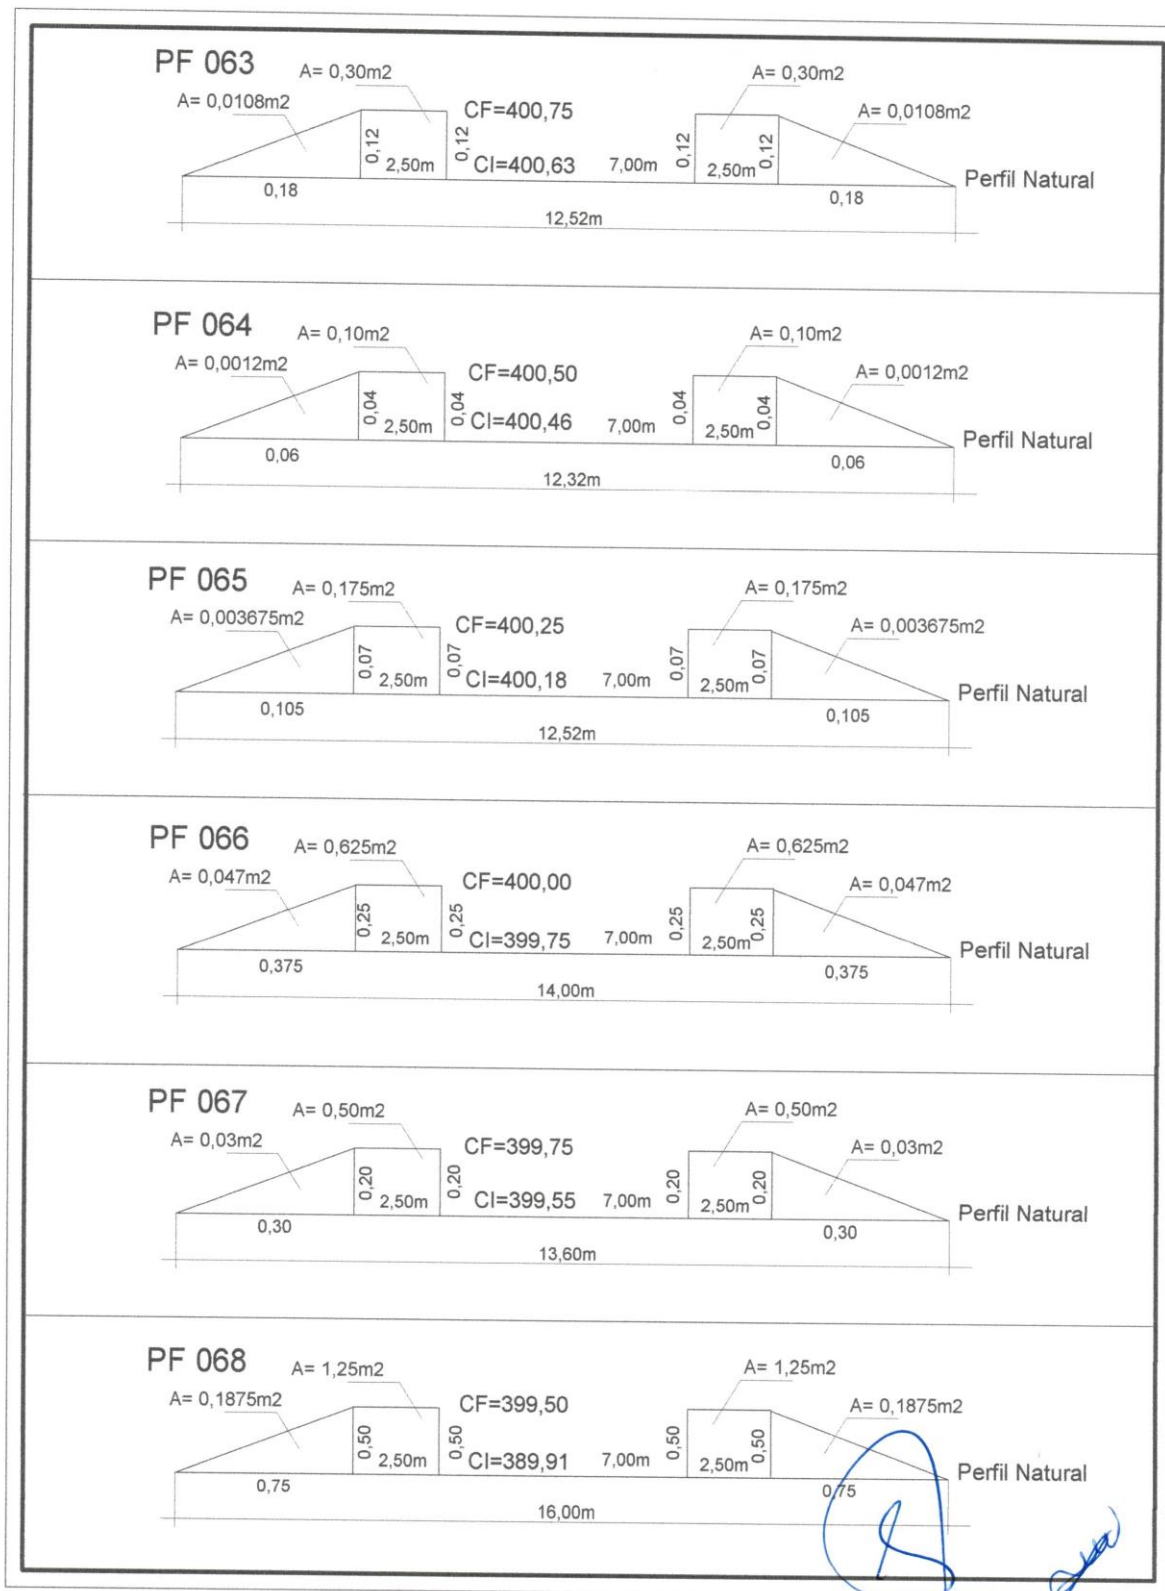 PF 063
A= 0,30m2
A= 0,30m2
A= 0,0108m2
CF=400,75
A= 0,0108m2
0,12
2,50m
0,12
CI=400,63
7,00m
0,12
2,50m
0,12
Perfil Natural
0,18
0,18
12,52m
PF 064
A= 0,10m2
A= 0,10m2
A= 0,0012m2
CF=400,50
A= 0,0012m2
0,04
2,50m
0,04
CI=400,46
7,00m
0,04
2,50m
0,04
Perfil Natural
0,06
0,06
12,32m
PF 065
A= 0,175m2
A= 0,175m2
A= 0,003675m2
CF=400,25
A= 0,003675m2
0,07
2,50m
0,07
CI=400,18
7,00m
0,07
2,50m
0,07
Perfil Natural
0,105
0,105
12,52m
PF 066
A= 0,625m2
A= 0,625m2
A= 0,047m2
CF=400,00
A= 0,047m2
0,25
2,50m
0,25
CI=399,75
7,00m
0,25
2,50m
0,25
Perfil Natural
0,375
0,375
14,00m
PF 067
A= 0,50m2
A= 0,50m2
A= 0,03m2
CF=399,75
A= 0,03m2
0,20
2,50m
0,20
CI=399,55
7,00m
0,20
2,50m
0,20
Perfil Natural
0,30
0,30
13,60m
PF 068
A= 1,25m2
A= 1,25m2
A= 0,1875m2
CF=399,50
A= 0,1875m2
0,50
2,50m
0,50
CI=389,91
7,00m
0,50
2,50m
0,50
Perfil Natural
0,75
0,75
16,00m